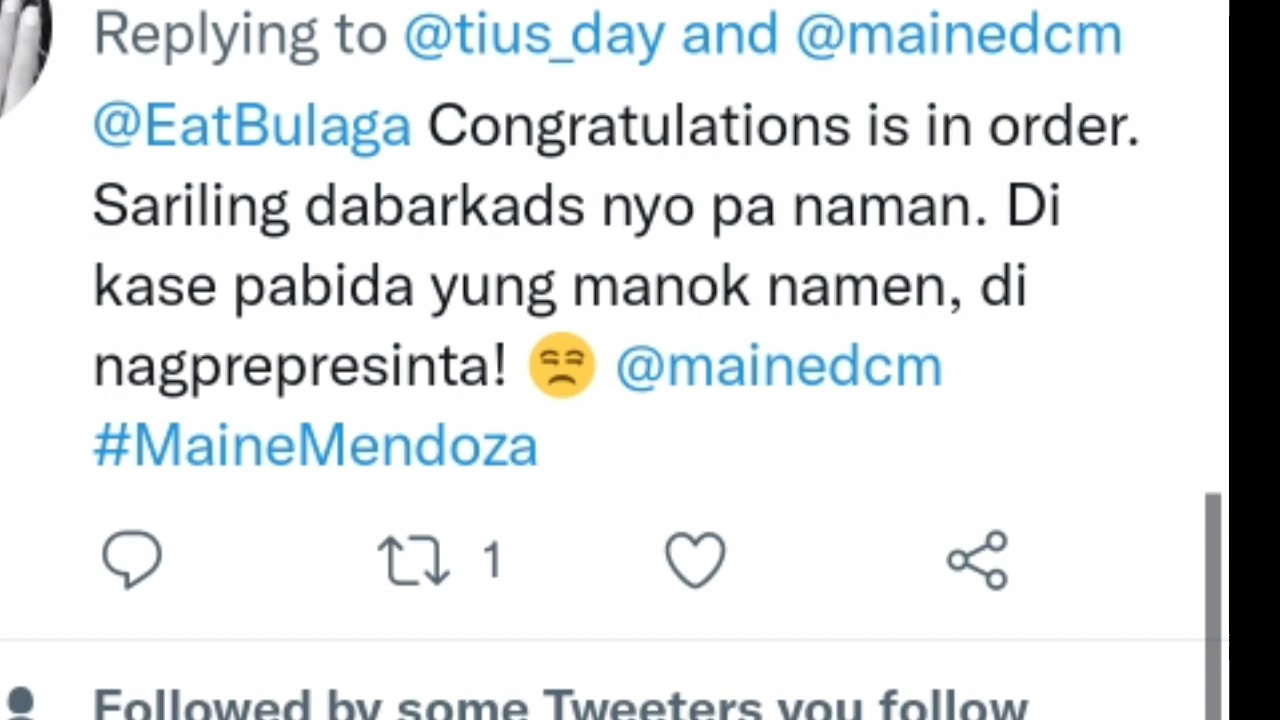 Replying to @tius_day and @mainedcm
@EatBulaga Congratulations is in order.
Sariling dabarkads nyo pa naman. Di
kase pabida yung manok namen, di
nagprepresinta! 😒 @mainedcm
#MaineMendoza
1
Followed by some Tweeters you follow